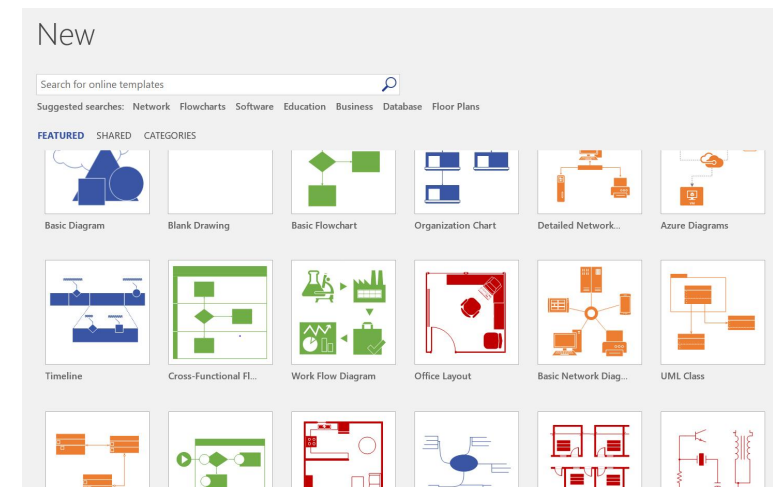 New
Search for online templates
Suggested searches: Network Flowcharts Software Education Business Database Floor Plans
FEATURED SHARED CATEGORIES
Basic Diagram Blank Drawing Basic Flowchart Organization Chart Detailed Network... Azure Diagrams
Timeline Cross-Functional Fl... Work Flow Diagram Office Layout Basic Network Diag... UML Class